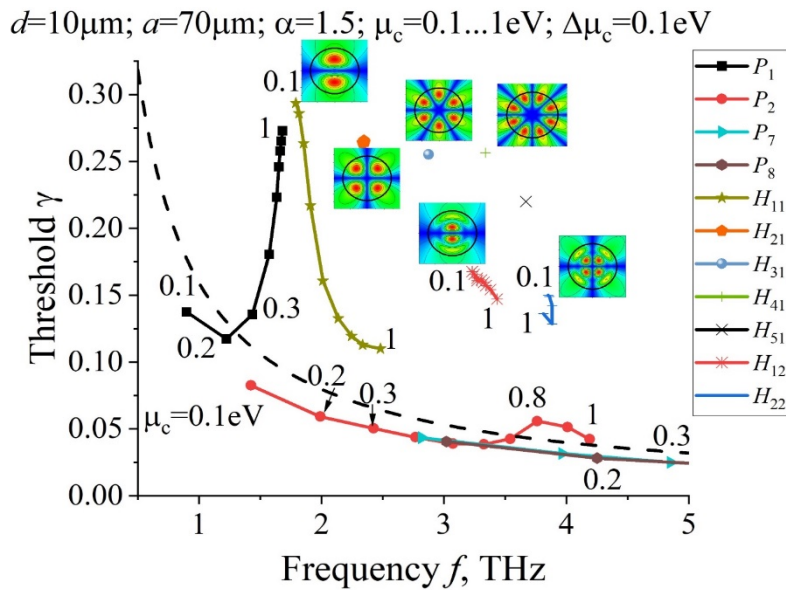 d=10μm; a=70μm; α=1.5; μc=0.1...1eV; Δμc=0.1eV
Threshold γ
0.30
0.25
0.20
0.15
0.10
0.05
0.00
1
2
3
4
5
Frequency f, THz
0.1
1
0.1
0.2
0.3
1
0.1
1
0.1
1
μc=0.1eV
0.2
0.3
0.8
1
0.3
0.2
P1
P2
P7
P8
H11
H21
H31
H41
H51
H12
H22